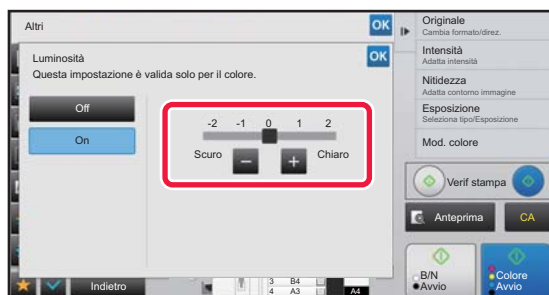 Altri
OK
Luminosità
OK
Questa impostazione è valida solo per il colore.
Off
On
-2 -1 0 1 2
Scuro - + Chiaro
Indietro
3 B4
4 A3
A4
Originale
Cambia formato/direz.
Intensità
Adatta intensità
Nitidezza
Adatta contorno immagine
Esposizione
Seleziona tipo/Esposizione
Mod. colore
Verif stampa
Anteprima
CA
B/N
Avvio
Colore
Avvio